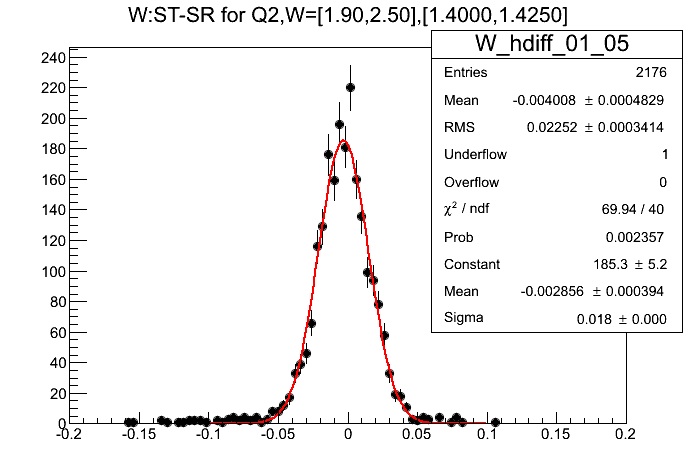 W:ST-SR for Q2,W=[1.90,2.50],[1.4000,1.4250]
W_hdiff_01_05
Entries 2176
Mean -0.004008 ± 0.0004829
RMS 0.02252 ± 0.0003414
Underflow 1
Overflow 0
χ² / ndf 69.94 / 40
Prob 0.002357
Constant 185.3 ± 5.2
Mean -0.002856 ± 0.000394
Sigma 0.018 ± 0.000
240
220
200
180
160
140
120
100
80
60
40
20
0
-0.2 -0.15 -0.1 -0.05 0 0.05 0.1 0.15 0.2